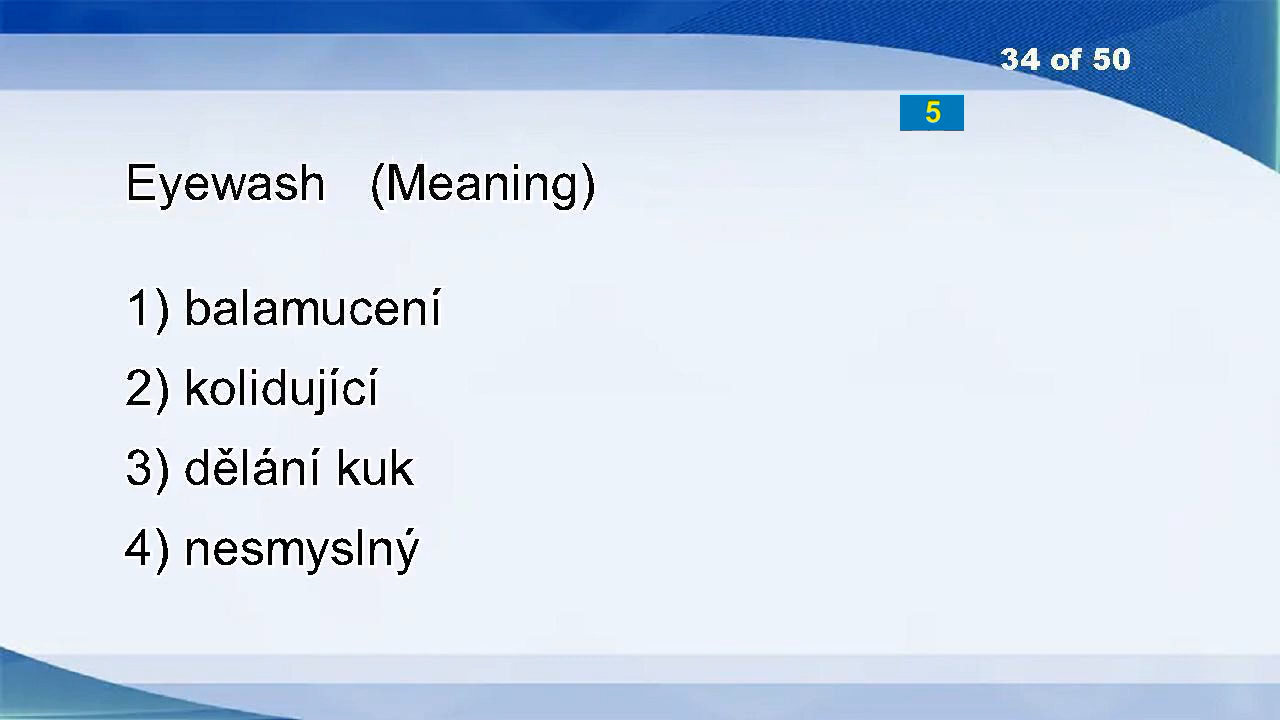 34 of 50
5
Eyewash (Meaning)
1) balamucení
2) kolidující
3) dělání kuk
4) nesmyslný